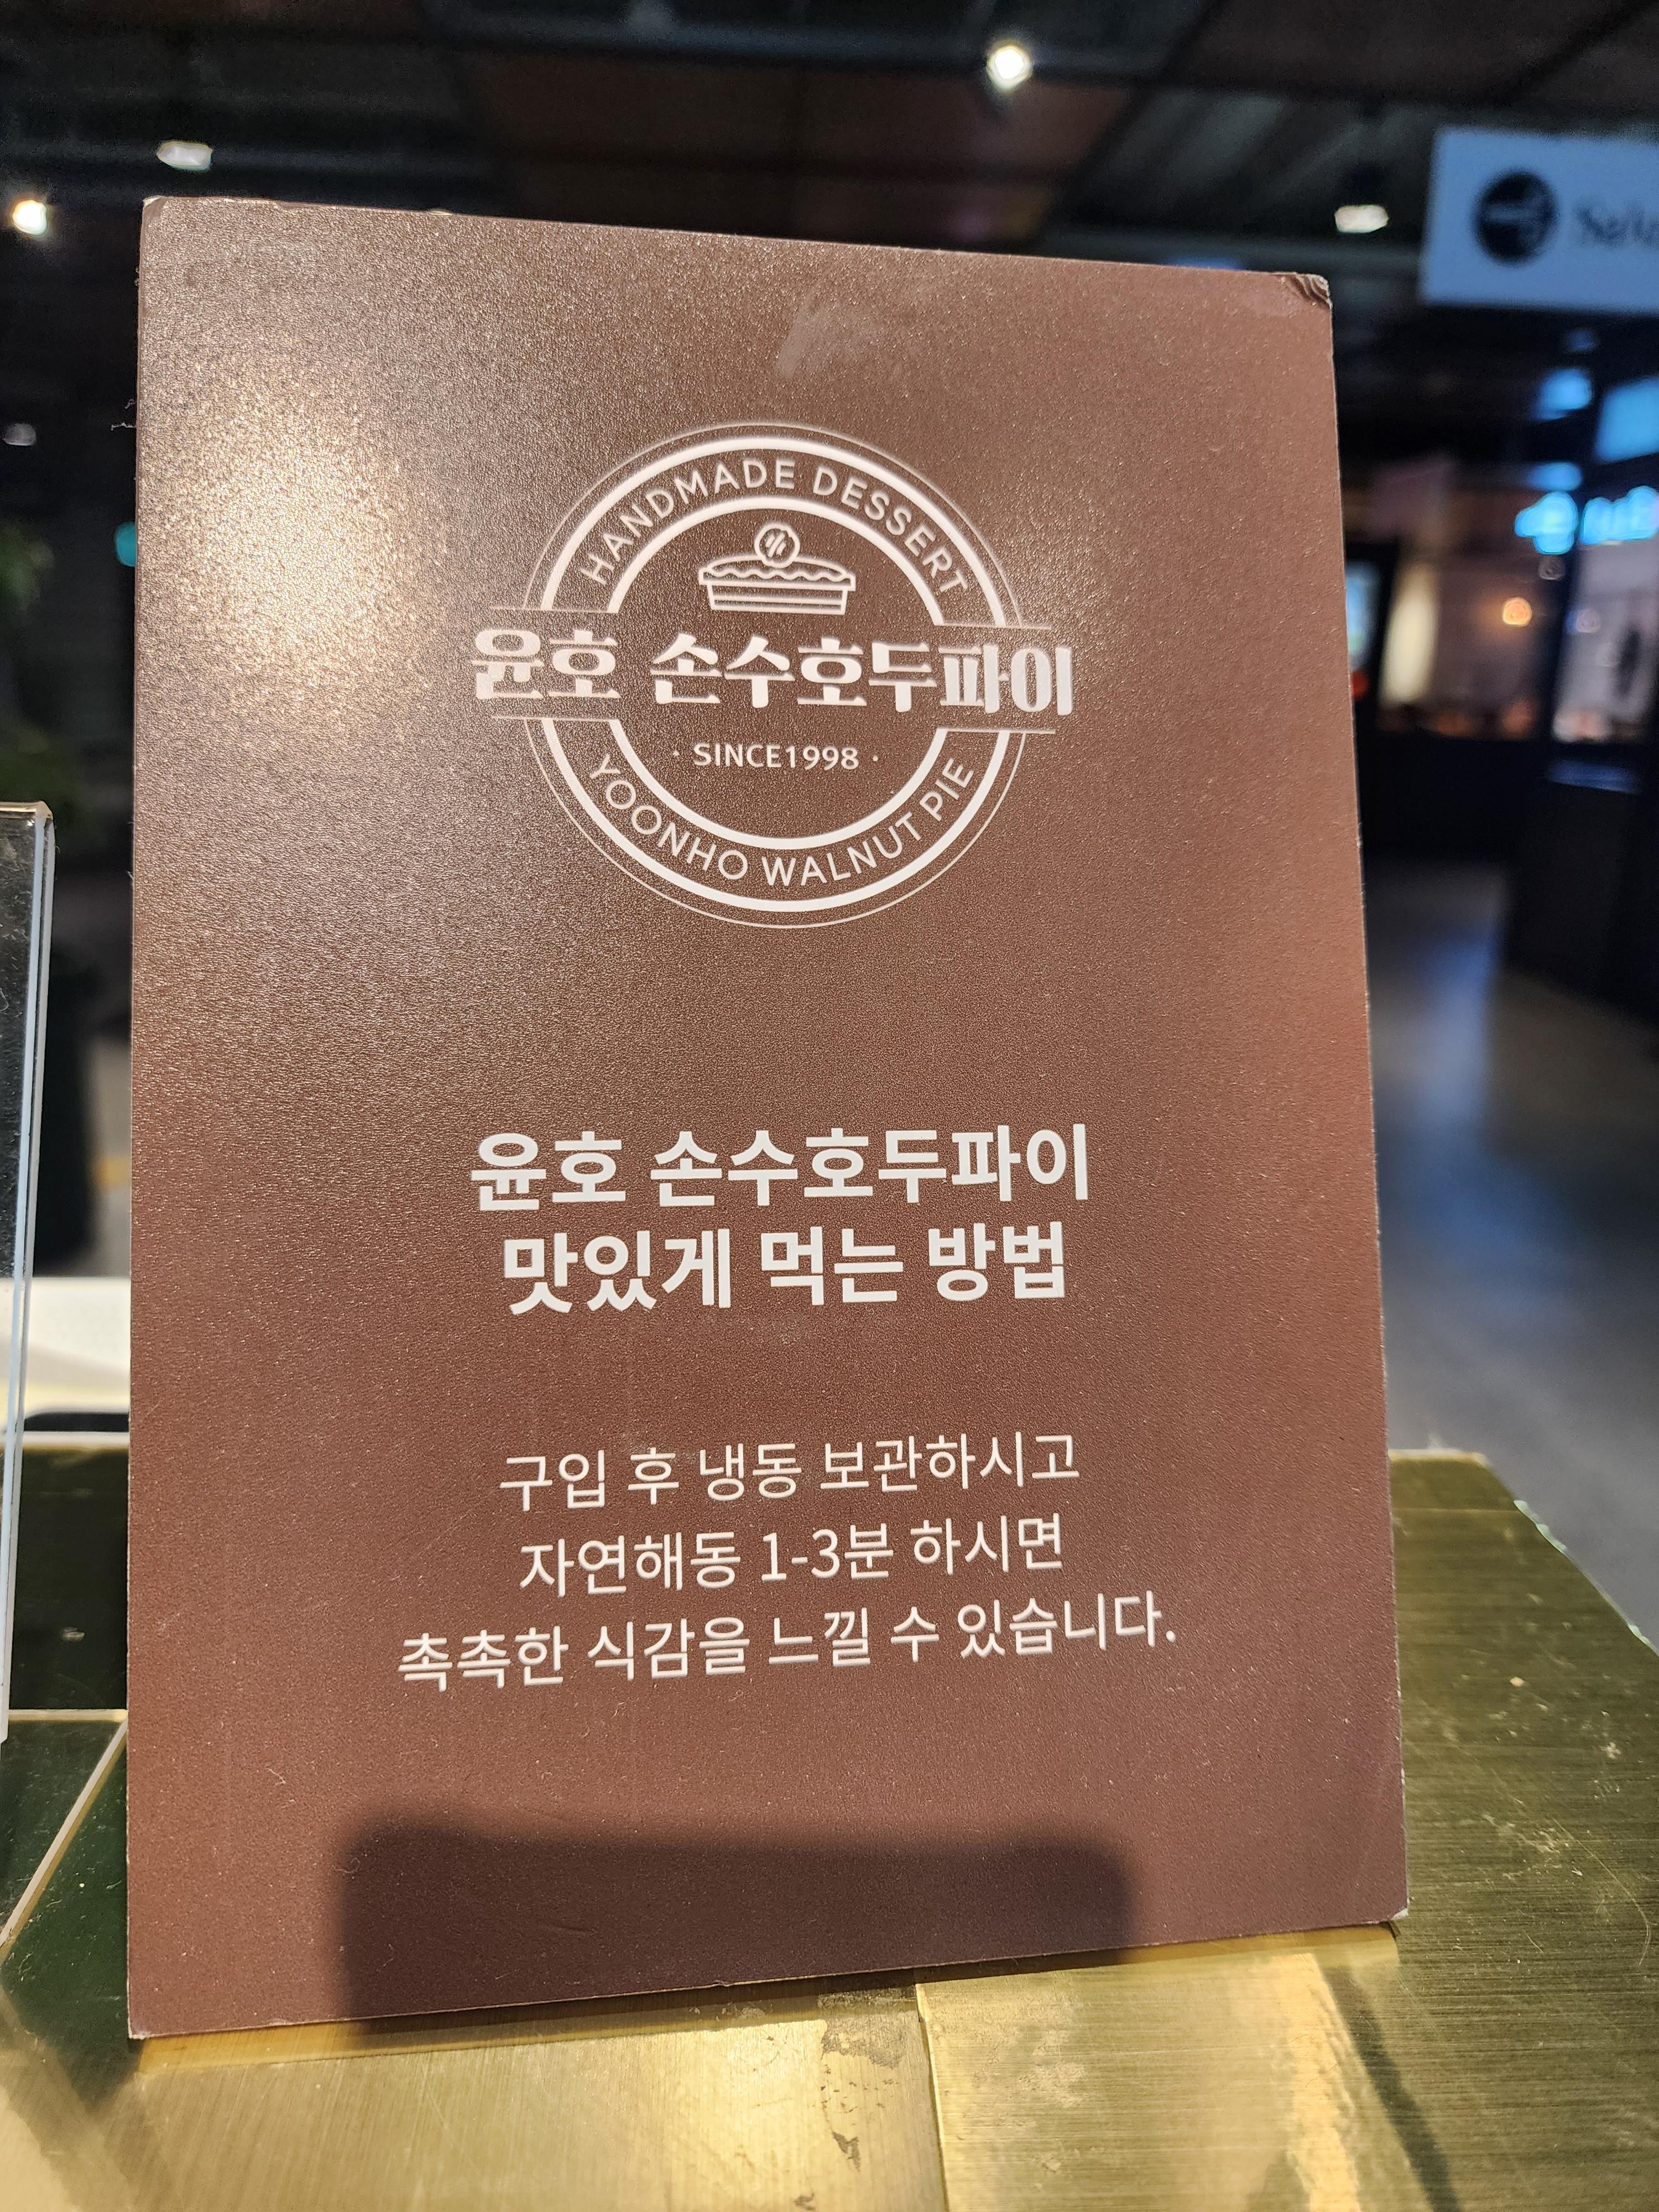 HANDMADE DESSERT
윤호 손수호두파이
· SINCE1998 ·
YOONHO WALNUT PIE
윤호 손수호두파이
맛있게 먹는 방법
구입 후 냉동 보관하시고
자연해동 1-3분 하시면
촉촉한 식감을 느낄 수 있습니다.